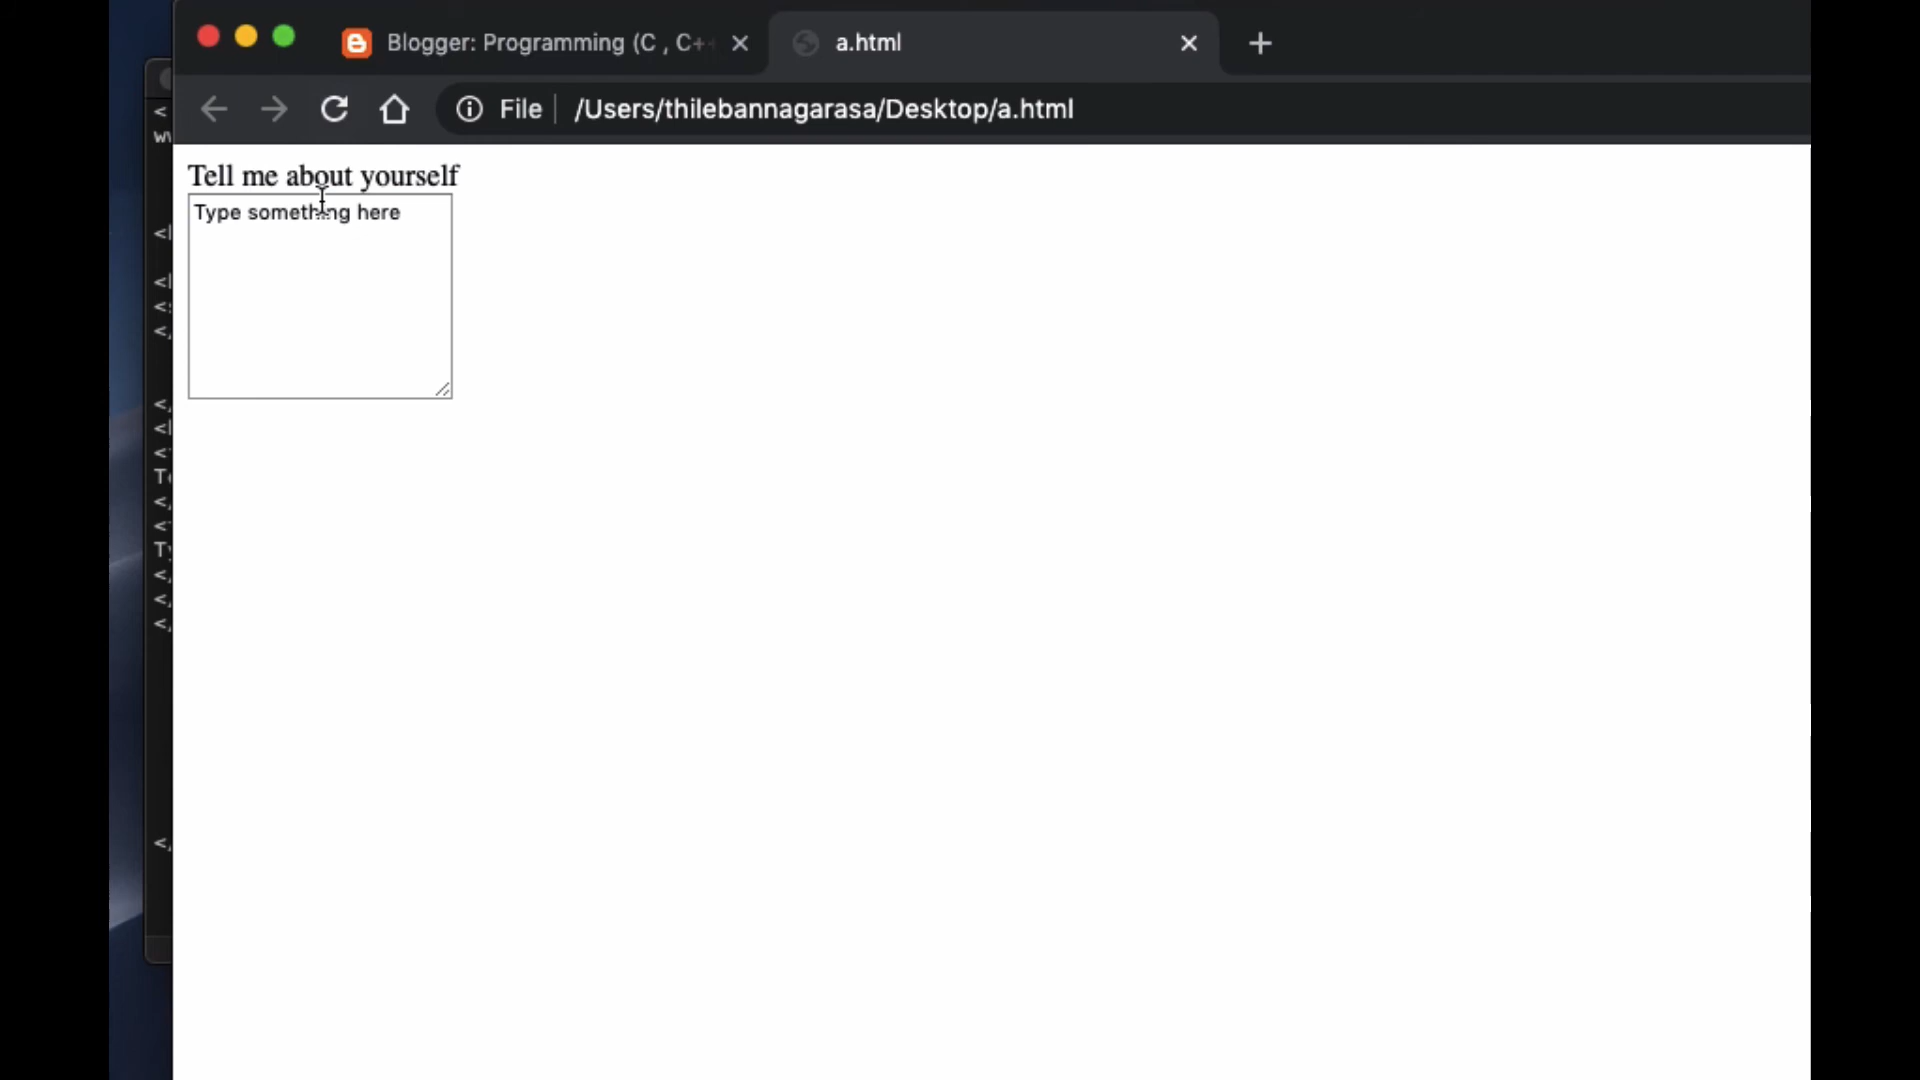 Blogger: Programming (C , C++
a.html
File
/Users/thilebannagarasa/Desktop/a.html
Tell me about yourself
Type something here